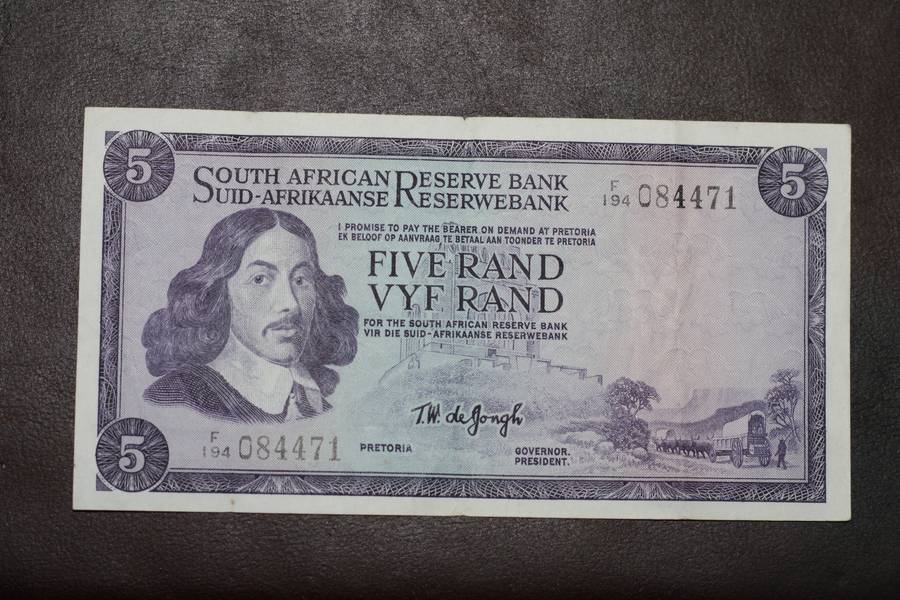 5
5
SOUTH AFRICAN RESERVE BANK
SUID-AFRIKAANSE RESERWEBANK
F
194 084471
I PROMISE TO PAY THE BEARER ON DEMAND AT PRETORIA
EK BELOOF OP AANVRAAG TE BETAAL AAN TOONDER TE PRETORIA
FIVE RAND
VYF RAND
FOR THE SOUTH AFRICAN RESERVE BANK
VIR DIE SUID-AFRIKAANSE RESERWEBANK
T.W. de Jongh
F
194 084471
PRETORIA
GOVERNOR.
PRESIDENT.
5